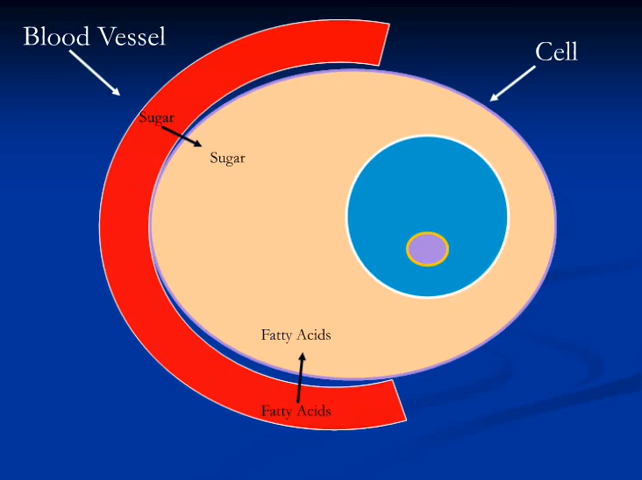 Blood Vessel
Cell
Sugar
Sugar
Fatty Acids
Fatty Acids